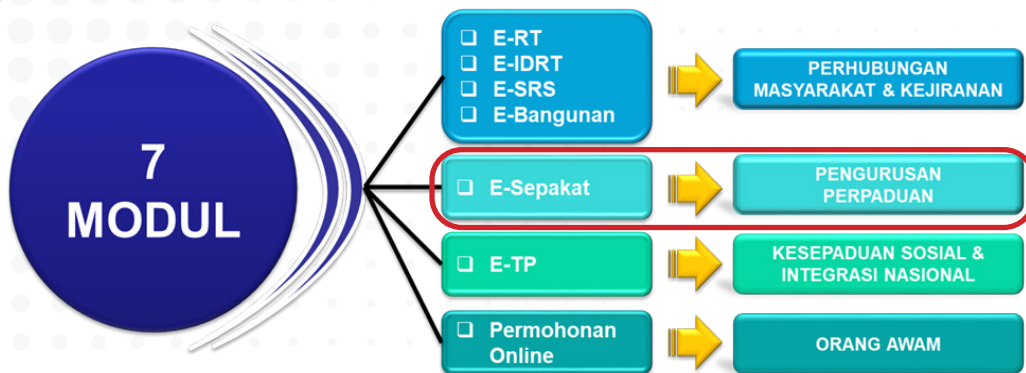 7
MODUL
❑ E-RT
❑ E-IDRT
❑ E-SRS
❑ E-Bangunan
PERHUBUNGAN
MASYARAKAT & KEJIRANAN
❑ E-Sepakat
PENGURUSAN
PERPADUAN
❑ E-TP
KESEPADUAN SOSIAL &
INTEGRASI NASIONAL
❑ Permohonan
Online
ORANG AWAM